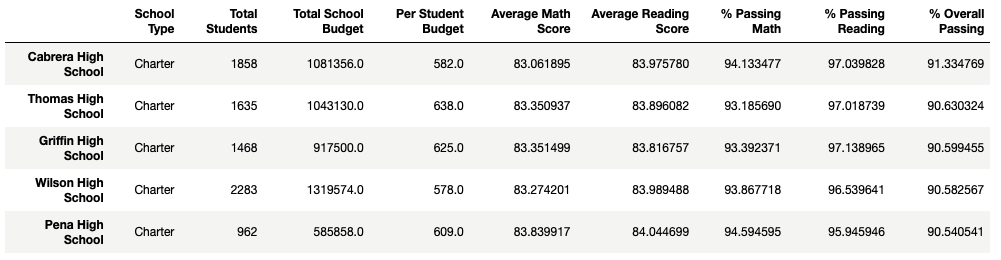 School Type Total Students Total School Budget Per Student Budget Average Math Score Average Reading Score % Passing Math % Passing Reading % Overall Passing
Cabrera High School Charter 1858 1081356.0 582.0 83.061895 83.975780 94.133477 97.039828 91.334769
Thomas High School Charter 1635 1043130.0 638.0 83.350937 83.896082 93.185690 97.018739 90.630324
Griffin High School Charter 1468 917500.0 625.0 83.351499 83.816757 93.392371 97.138965 90.599455
Wilson High School Charter 2283 1319574.0 578.0 83.274201 83.989488 93.867718 96.539641 90.582567
Pena High School Charter 962 585858.0 609.0 83.839917 84.044699 94.594595 95.945946 90.540541